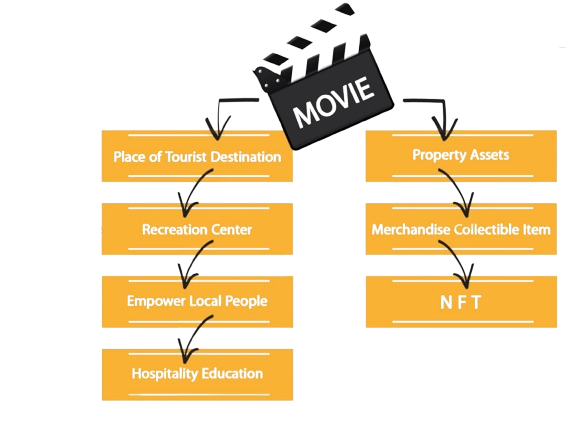 MOVIE
Place of Tourist Destination
Recreation Center
Empower Local People
Hospitality Education
Property Assets
Merchandise Collectible Item
N F T